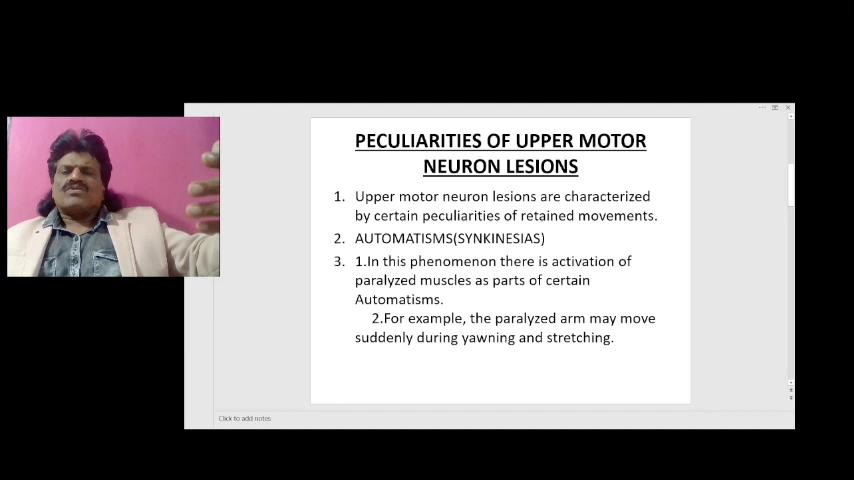 PECULIARITIES OF UPPER MOTOR
NEURON LESIONS
1. Upper motor neuron lesions are characterized
by certain peculiarities of retained movements.
2. AUTOMATISMS(SYNKINESIAS)
3. 1.In this phenomenon there is activation of
paralyzed muscles as parts of certain
Automatisms.
2.For example, the paralyzed arm may move
suddenly during yawning and stretching.
Click to add notes